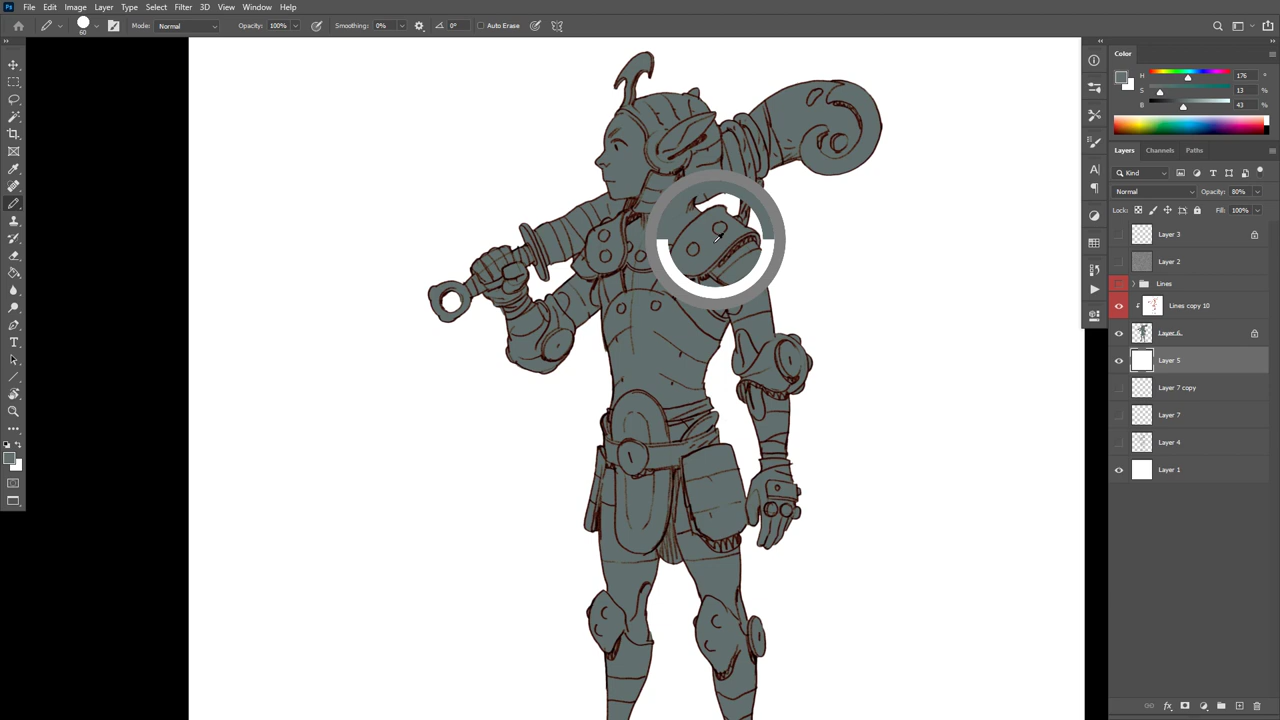 Ps File Edit Image Layer Type Select Filter 3D View Window Help
60 Mode: Normal Opacity: 100% Smoothing: 0% 0° Auto Erase
Color
H 176 °
S 13 %
B 43 %
Layers Channels Paths
Kind
Normal Opacity: 80%
Lock: Fill: 100%
Layer 3
Layer 2
Lines
Lines copy 10
Layer 6
Layer 5
Layer 7 copy
Layer 7
Layer 4
Layer 1